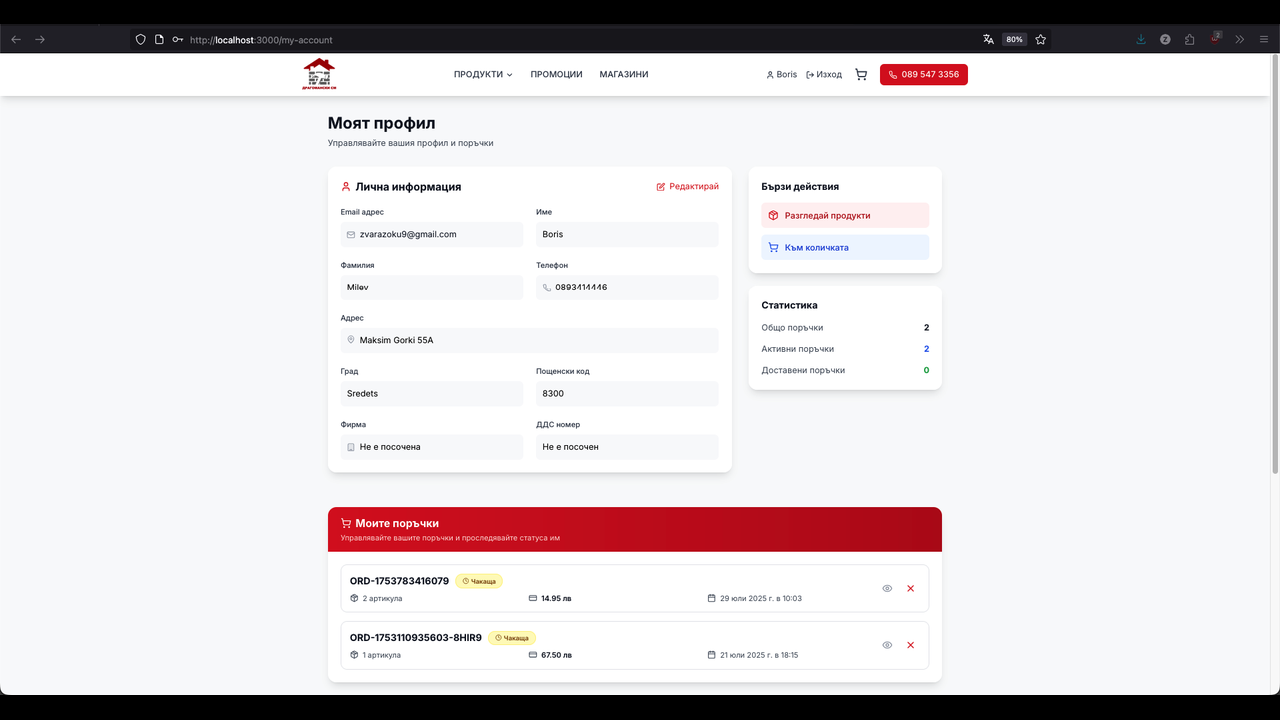 http://localhost:3000/my-account
80%
2
ДРАГОМАНСКИ СМ
ПРОДУКТИ
ПРОМОЦИИ
МАГАЗИНИ
Boris
Изход
089 547 3356
Моят профил
Управлявайте вашия профил и поръчки
Лична информация
Редактирай
Email адрес
zvarazoku9@gmail.com
Име
Boris
Фамилия
Milev
Телефон
0893414446
Адрес
Maksim Gorki 55A
Град
Sredets
Пощенски код
8300
Фирма
Не е посочена
ДДС номер
Не е посочен
Бързи действия
Разгледай продукти
Към количката
Статистика
Общо поръчки 2
Активни поръчки 2
Доставени поръчки 0
Моите поръчки
Управлявайте вашите поръчки и проследявайте статуса им
ORD-1753783416079 Чакаща
2 артикула 14.95 лв 29 юли 2025 г. в 10:03
ORD-1753110935603-8HIR9 Чакаща
1 артикула 67.50 лв 21 юли 2025 г. в 18:15